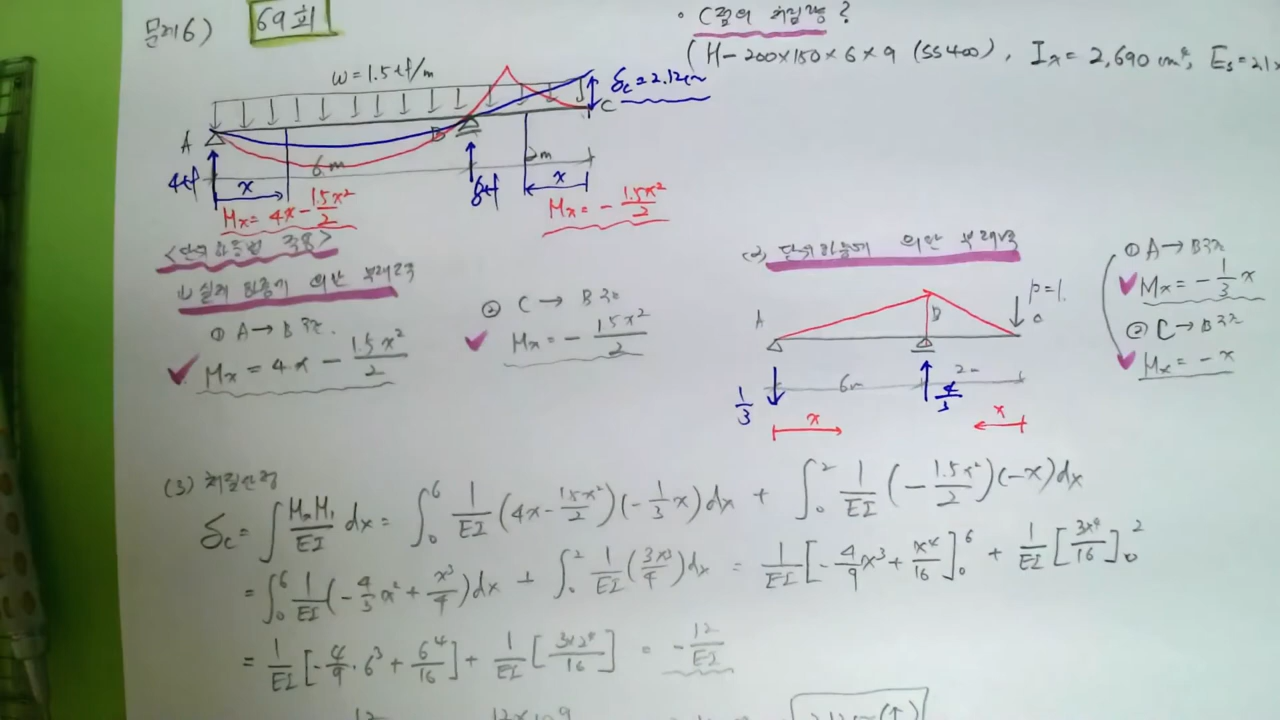 문제6) 69회
• C점의 처짐량?
(H-200×150×6×9 (SS400), Ix = 2,690 cm⁴, Es = 2.1×
w = 1.5 tf/m
δc = 2.12cm
A B C
6m 2m
4tf x 8tf x
Mx = 4x - 1.5x²/2
Mx = - 1.5x²/2
<단위하중법 적용>
1) 실제 하중에 의한 부재력
① A → B 구간.
Mx = 4x - 1.5x²/2
② C → B 구간
Mx = - 1.5x²/2
(2) 단위하중에 의한 부재력
A B P=1.
6m 2m
1/3 4/3
x x
① A → B 구간
Mx = - 1/3 x
② C → B 구간
Mx = - x
(3) 처짐산정
δc = ∫ M₀M₁/EI dx = ∫₀⁶ 1/EI (4x - 1.5x²/2)(-1/3 x)dx + ∫₀² 1/EI (- 1.5x²/2)(-x)dx
= ∫₀⁶ 1/EI (-4/3 x² + x³/4)dx + ∫₀² 1/EI (3x³/4)dx = 1/EI [-4/9 x³ + x⁴/16]₀⁶ + 1/EI [3x⁴/16]₀²
= 1/EI [-4/9 · 6³ + 6⁴/16] + 1/EI [3×2⁴/16] = - 12/EI